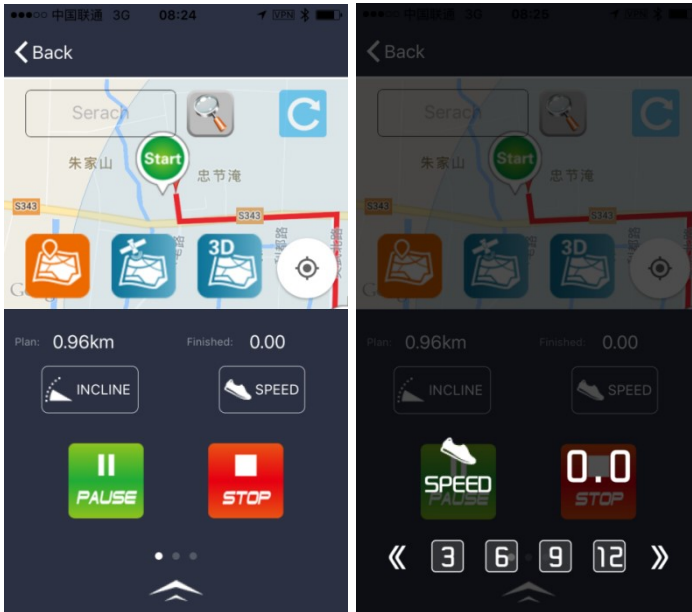 中国联通 3G 08:24 VPN
Back
Serach
Start
朱家山
忠节淹
S343
S343
3D
Plan: 0.96km Finished: 0.00
INCLINE SPEED
PAUSE STOP
中国联通 3G 08:25 VPN
Back
Serach
Start
朱家山
忠节淹
S343
S343
3D
Plan: 0.96km Finished: 0.00
INCLINE SPEED
SPEED 0.0
PAUSE STOP
3 6 9 12